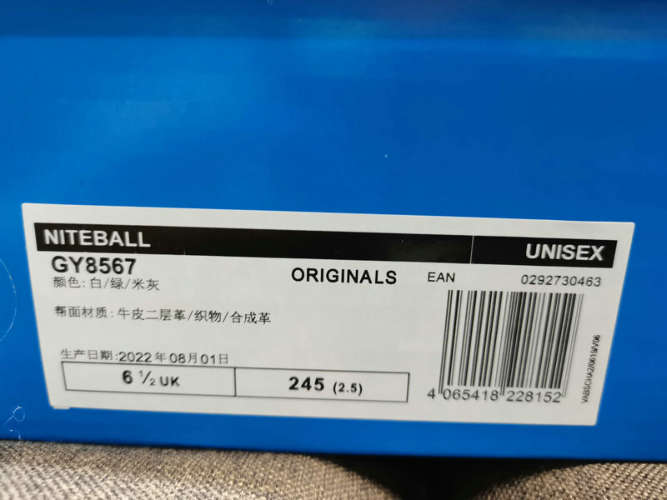 NITEBALL
UNISEX
GY8567
ORIGINALS
EAN
0292730463
颜色: 白/绿/米灰
帮面材质: 牛皮二层革/织物/合成革
生产日期:2022年08月01日
6 ½ UK
245 (2.5)
4 065418 228152